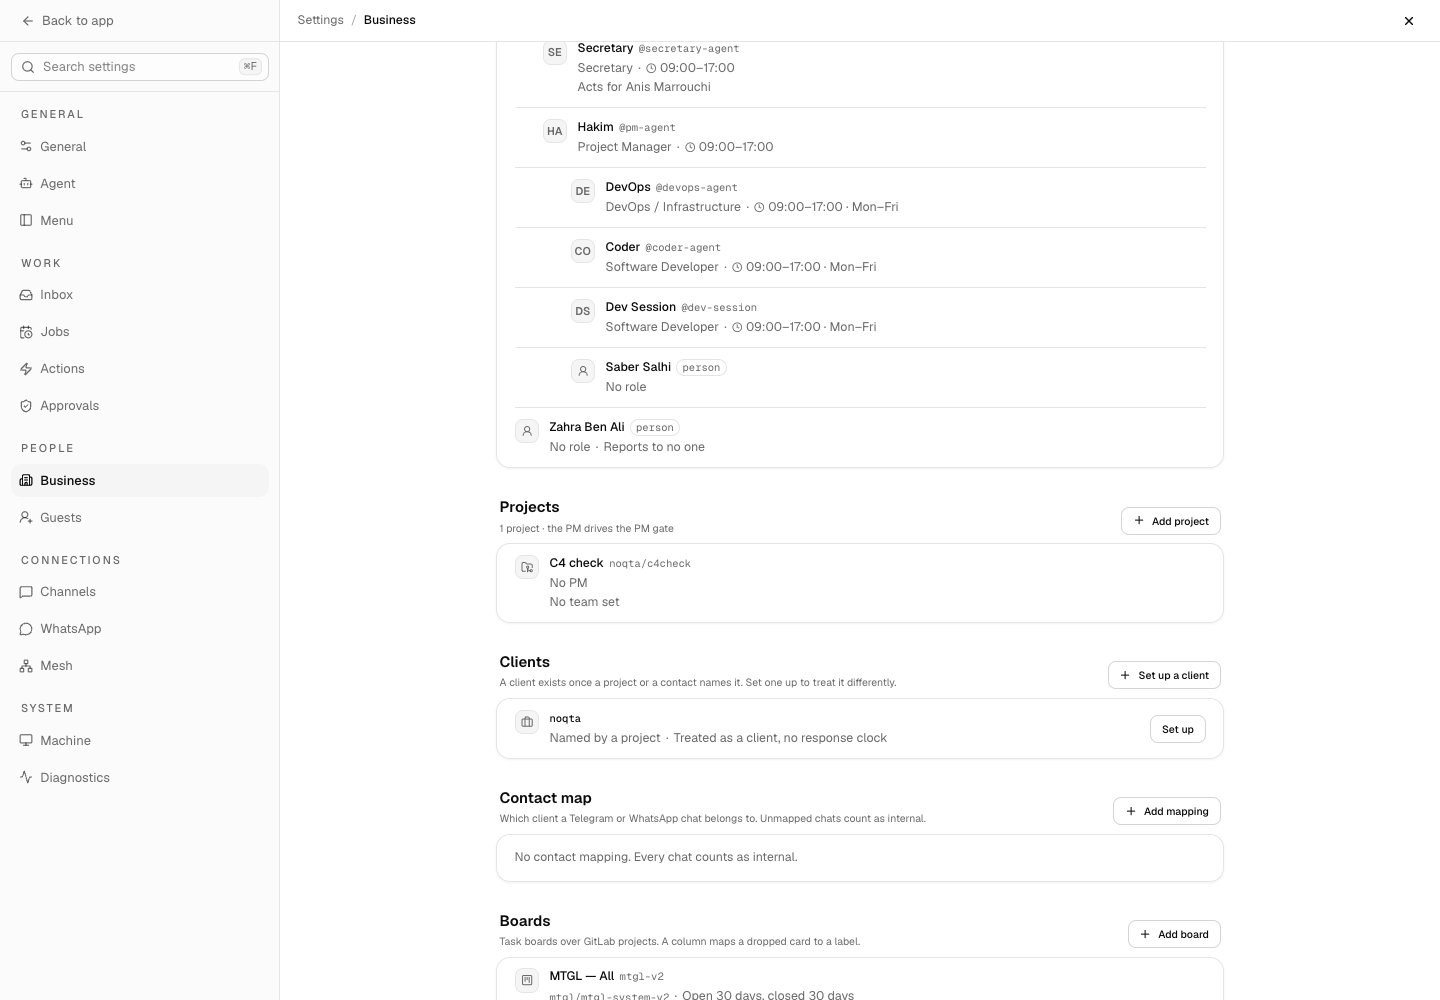 Back to app
Search settings ⌘F
GENERAL
General
Agent
Menu
WORK
Inbox
Jobs
Actions
Approvals
PEOPLE
Business
Guests
CONNECTIONS
Channels
WhatsApp
Mesh
SYSTEM
Machine
Diagnostics
Settings / Business
SE Secretary @secretary-agent
Secretary · 09:00–17:00
Acts for Anis Marrouchi
HA Hakim @pm-agent
Project Manager · 09:00–17:00
DE DevOps @devops-agent
DevOps / Infrastructure · 09:00–17:00 · Mon–Fri
CO Coder @coder-agent
Software Developer · 09:00–17:00 · Mon–Fri
DS Dev Session @dev-session
Software Developer · 09:00–17:00 · Mon–Fri
Saber Salhi person
No role
Zahra Ben Ali person
No role · Reports to no one
Projects
1 project · the PM drives the PM gate
Add project
C4 check noqta/c4check
No PM
No team set
Clients
A client exists once a project or a contact names it. Set one up to treat it differently.
Set up a client
noqta
Named by a project · Treated as a client, no response clock
Set up
Contact map
Which client a Telegram or WhatsApp chat belongs to. Unmapped chats count as internal.
Add mapping
No contact mapping. Every chat counts as internal.
Boards
Task boards over GitLab projects. A column maps a dropped card to a label.
Add board
MTGL — All mtgl-v2
mtgl/mtgl-system-v2 · Open 30 days, closed 30 days